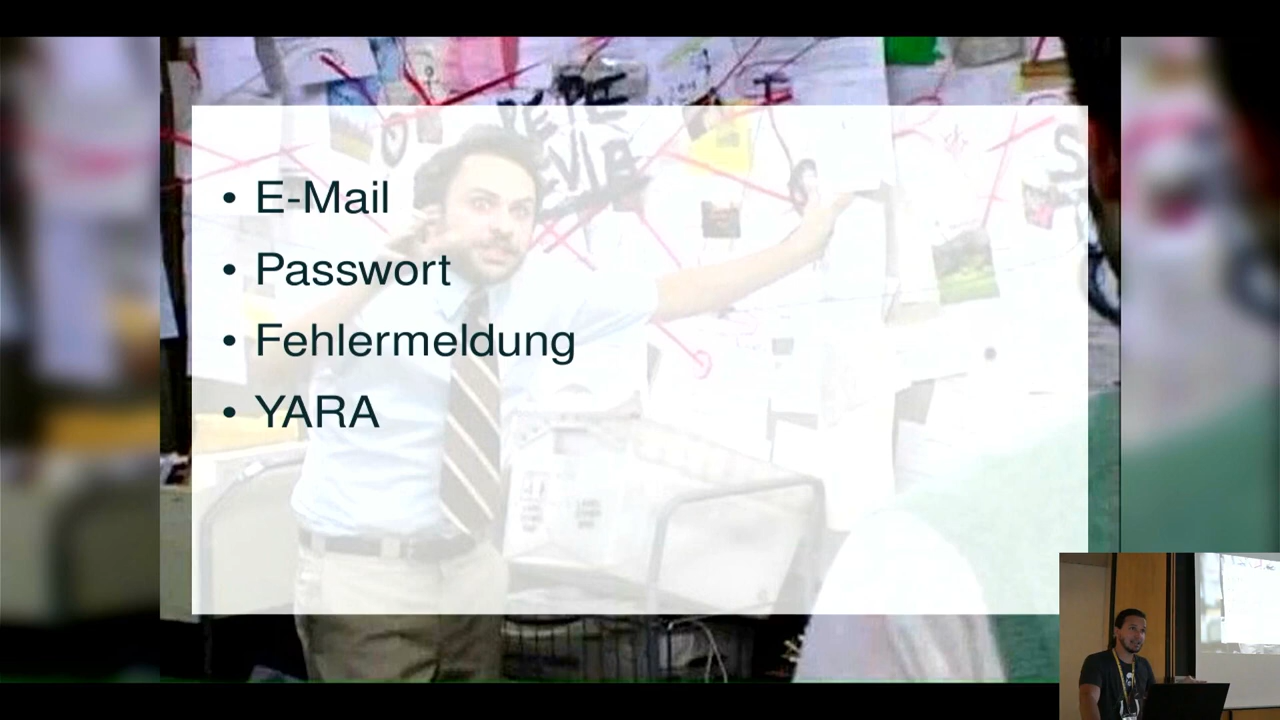 • E-Mail
• Passwort
• Fehlermeldung
• YARA